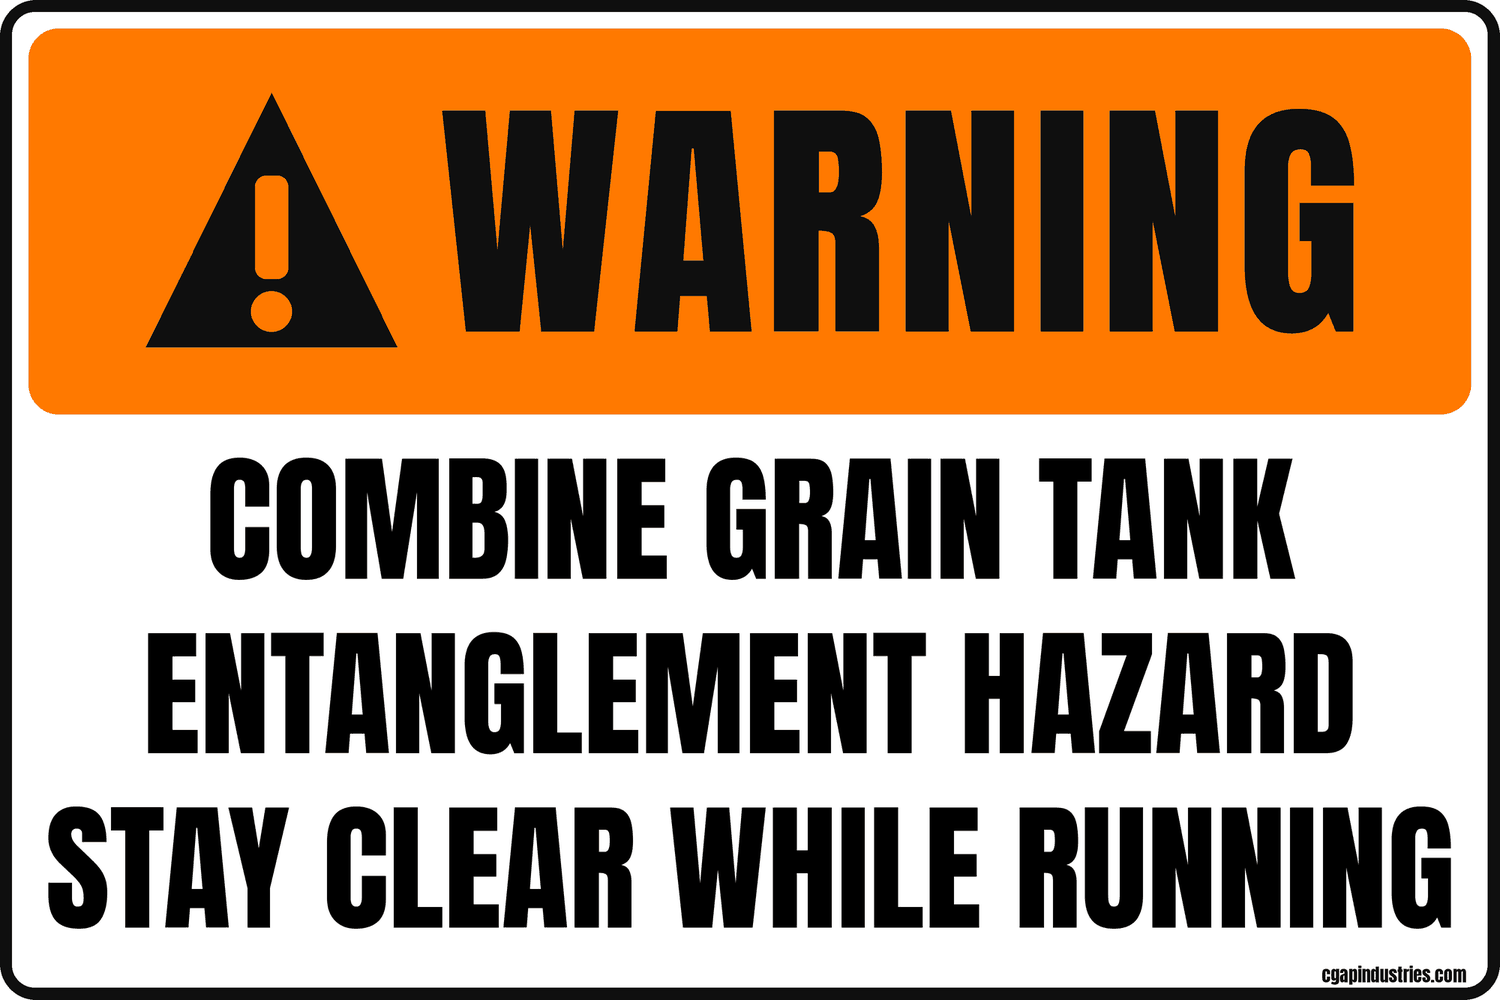 WARNING
COMBINE GRAIN TANK
ENTANGLEMENT HAZARD
STAY CLEAR WHILE RUNNING
cgapindustries.com